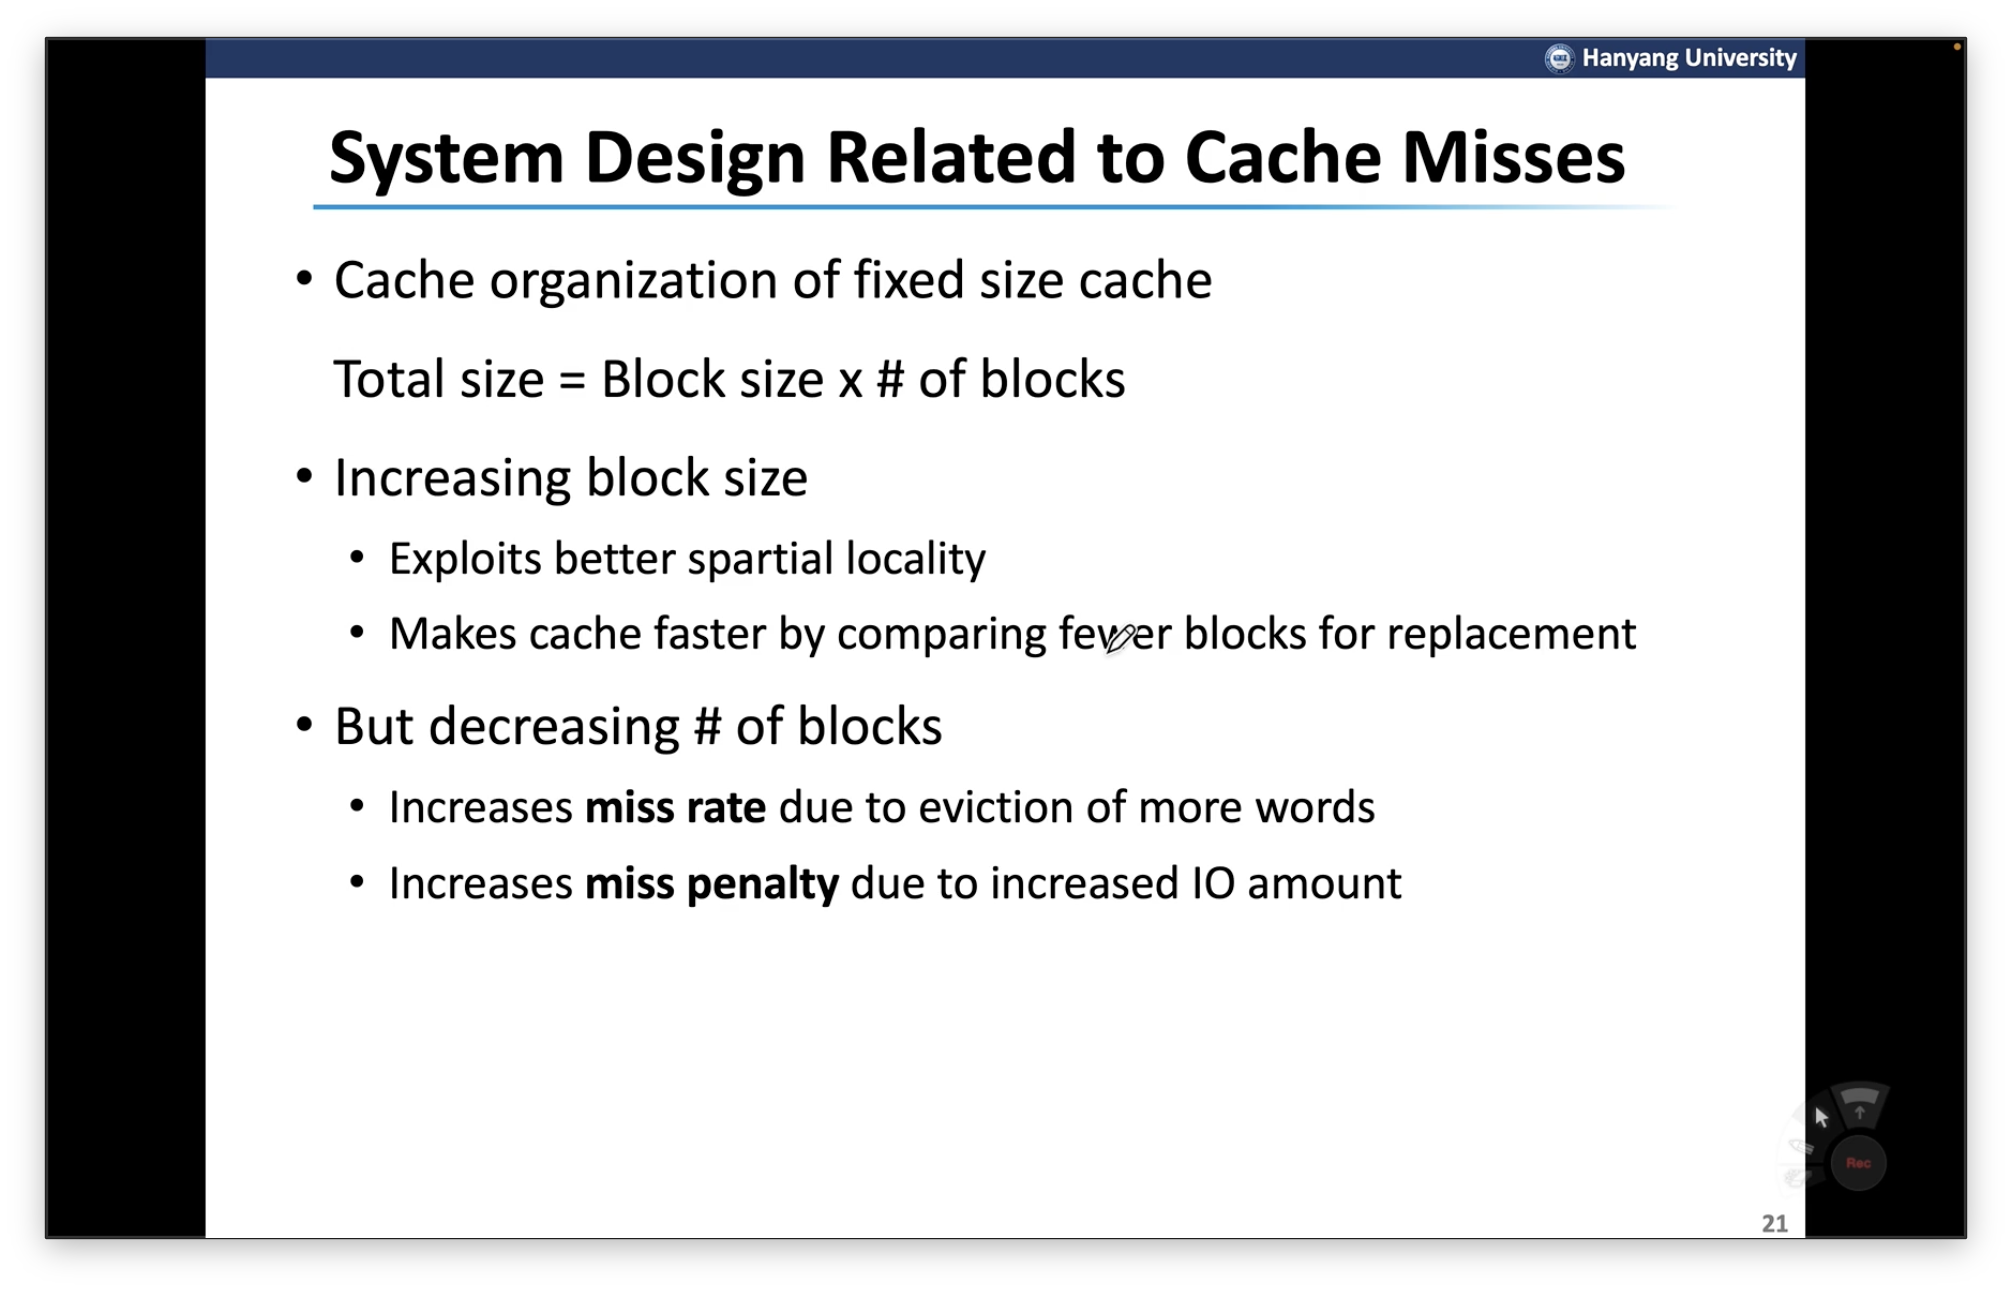 Hanyang University
System Design Related to Cache Misses
• Cache organization of fixed size cache
Total size = Block size x # of blocks
• Increasing block size
• Exploits better spartial locality
• Makes cache faster by comparing fewer blocks for replacement
• But decreasing # of blocks
• Increases miss rate due to eviction of more words
• Increases miss penalty due to increased IO amount
Rec
21